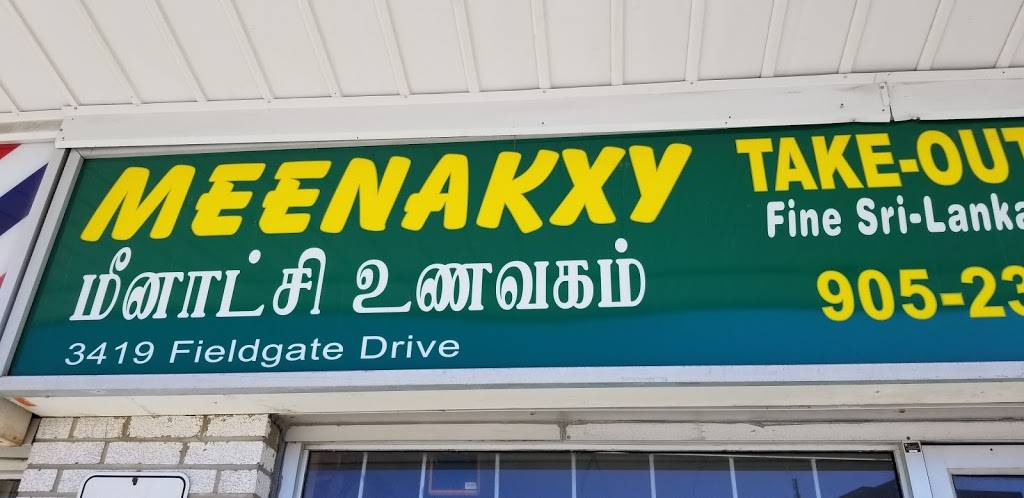 MEENAKXY
மீனாட்சி உணவகம்
3419 Fieldgate Drive
TAKE-OUT
Fine Sri-Lanka
905-23